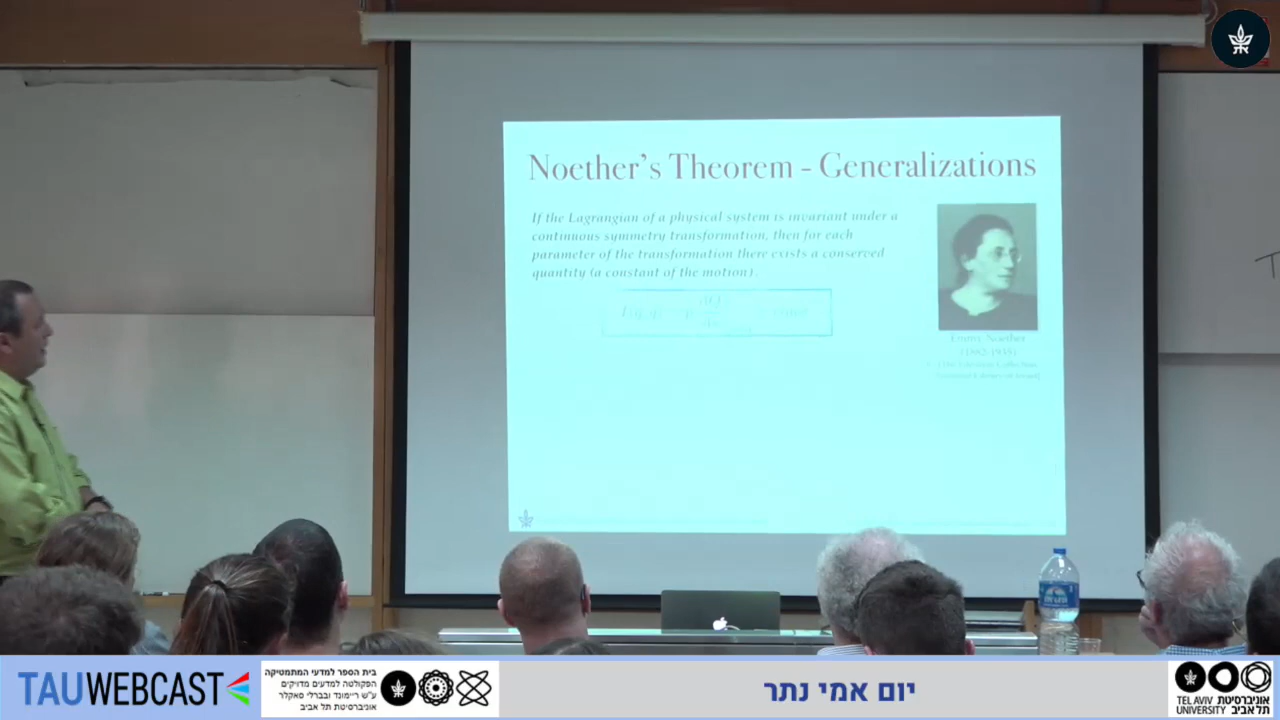 Noether's Theorem - Generalizations
If the Lagrangian of a physical system is invariant under a
continuous symmetry transformation, then for each
parameter of the transformation there exists a conserved
quantity (a constant of the motion).
Emmy Noether
(1882-1935)
TAUWEBCAST
בית הספר למדעי המתמטיקה
הפקולטה למדעים מדויקים
ע"ש ריימונד ובברלי סאקלר
אוניברסיטת תל אביב
יום אמי נתר
TEL AVIV UNIVERSITY
אוניברסיטת תל אביב